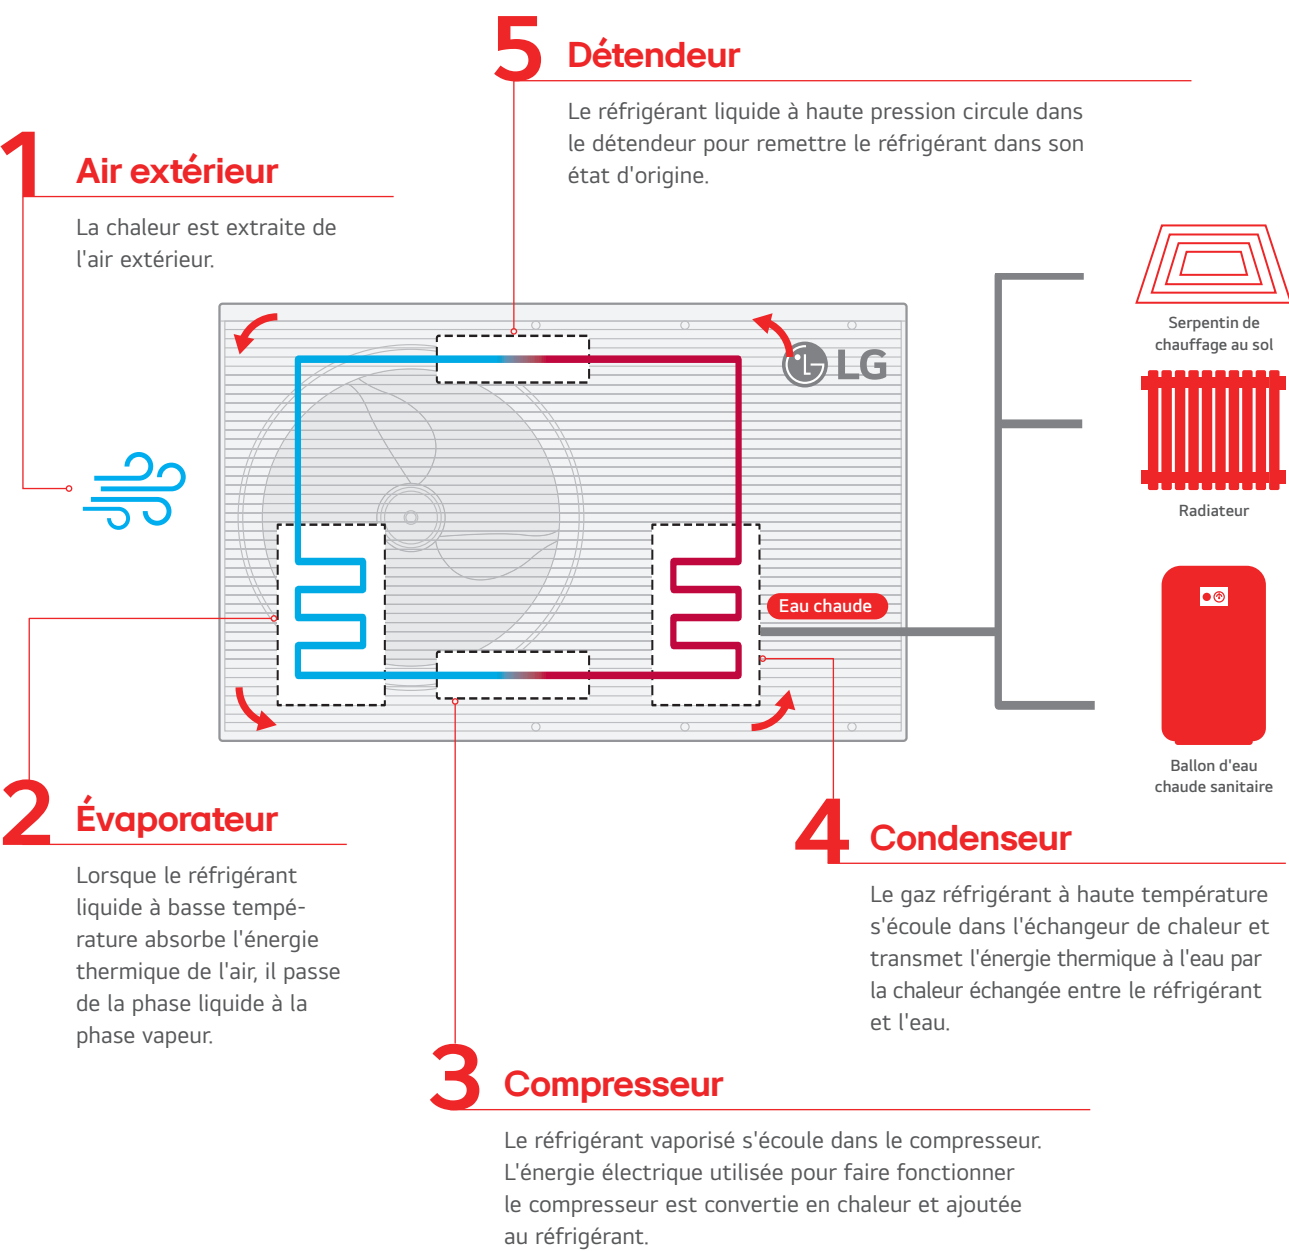 5 Détendeur
Le réfrigérant liquide à haute pression circule dans
le détendeur pour remettre le réfrigérant dans son
état d'origine.
1 Air extérieur
La chaleur est extraite de
l'air extérieur.
LG
Serpentin de
chauffage au sol
Radiateur
Eau chaude
Ballon d'eau
chaude sanitaire
2 Évaporateur
Lorsque le réfrigérant
liquide à basse tempé-
rature absorbe l'énergie
thermique de l'air, il passe
de la phase liquide à la
phase vapeur.
4 Condenseur
Le gaz réfrigérant à haute température
s'écoule dans l'échangeur de chaleur et
transmet l'énergie thermique à l'eau par
la chaleur échangée entre le réfrigérant
et l'eau.
3 Compresseur
Le réfrigérant vaporisé s'écoule dans le compresseur.
L'énergie électrique utilisée pour faire fonctionner
le compresseur est convertie en chaleur et ajoutée
au réfrigérant.